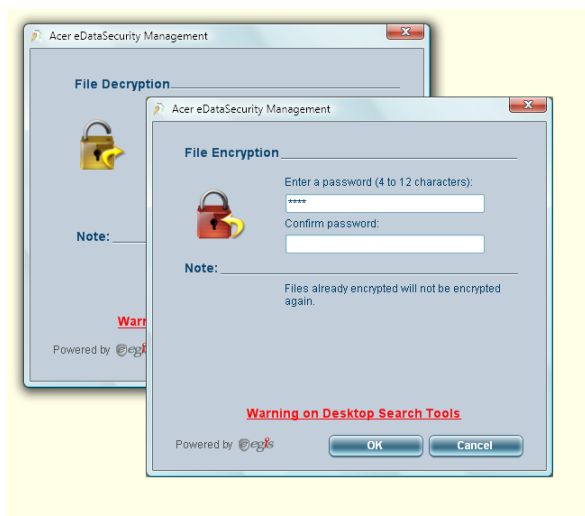 Acer eDataSecurity Management
File Decryption
Note:
Powered by egis
Acer eDataSecurity Management
File Encryption
Enter a password (4 to 12 characters):
****
Confirm password:
Note:
Files already encrypted will not be encrypted
again.
Warning on Desktop Search Tools
Powered by egis
OK
Cancel